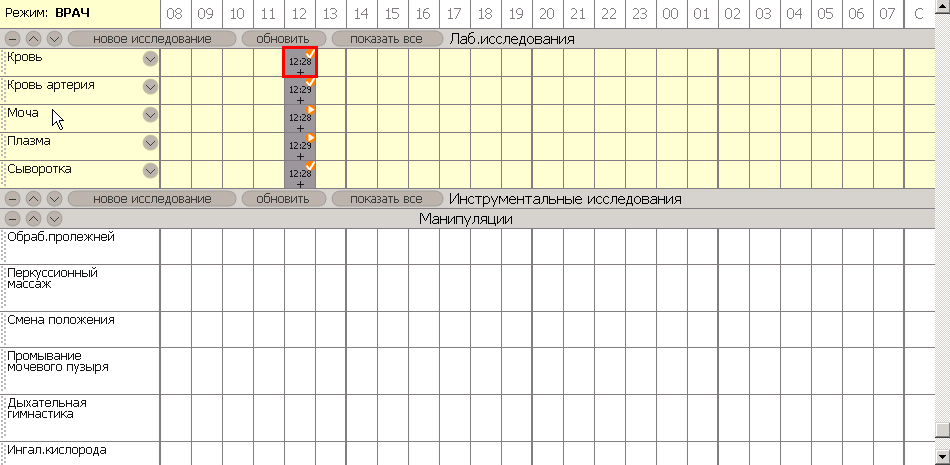 Режим: ВРАЧ 08 09 10 11 12 13 14 15 16 17 18 19 20 21 22 23 00 01 02 03 04 05 06 07 С
новое исследование обновить показать все Лаб.исследования
Кровь 12:28 +
Кровь артерия 12:29 +
Моча 12:28 +
Плазма 12:29 +
Сыворотка 12:28 +
новое исследование обновить показать все Инструментальные исследования
Манипуляции
Обраб.пролежней
Перкуссионный
массаж
Смена положения
Промывание
мочевого пузыря
Дыхательная
гимнастика
Ингал.кислорода